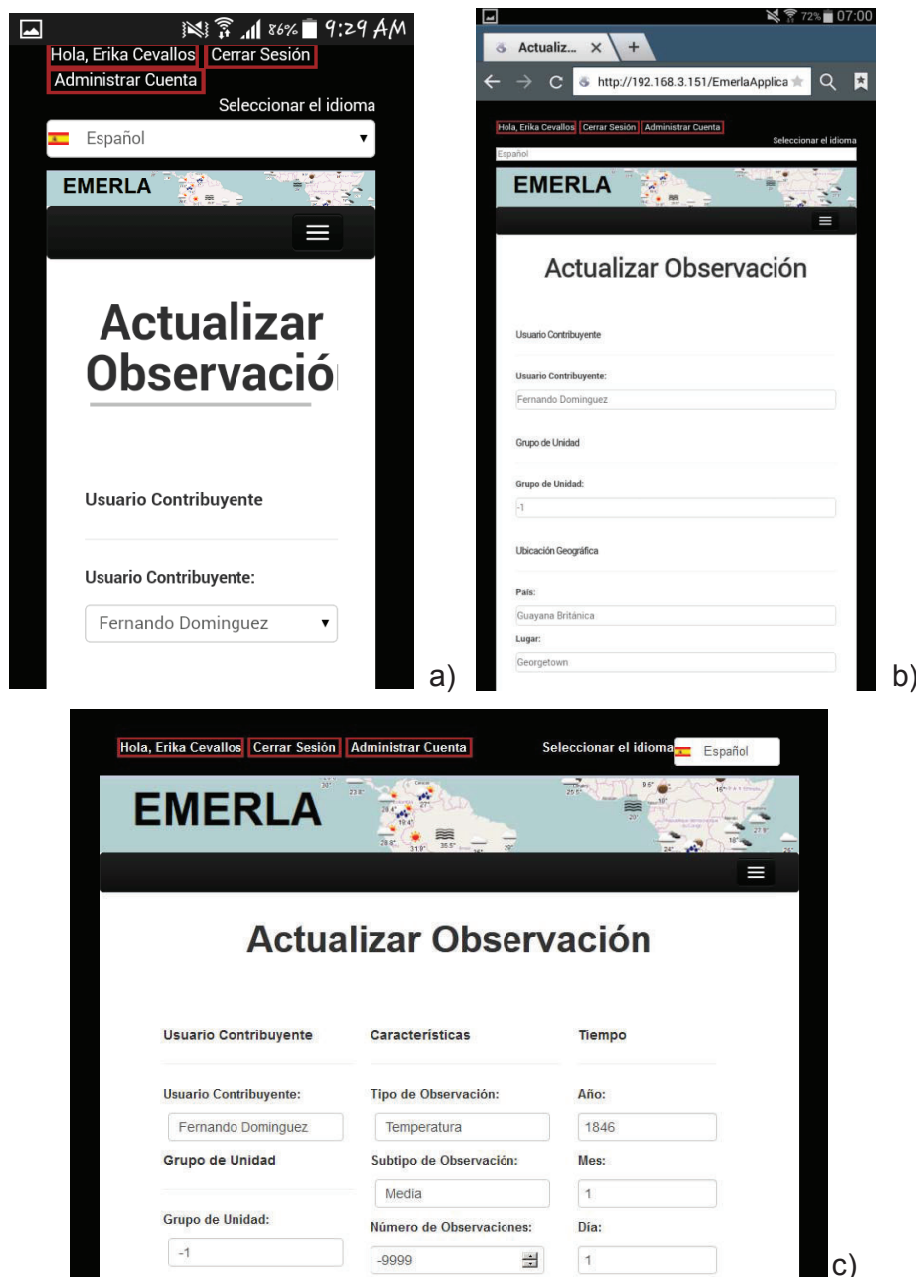 86% 9:29 AM
Hola, Erika Cevallos Cerrar Sesión
Administrar Cuenta
Seleccionar el idioma
Español
EMERLA
Actualizar
Observació
Usuario Contribuyente
Usuario Contribuyente:
Fernando Dominguez
a)
72% 07:00
Actualiz... × +
http://192.168.3.151/EmerlaApplica
Hola, Erika Cevallos Cerrar Sesión Administrar Cuenta
Seleccionar el idioma
Español
EMERLA
Actualizar Observación
Usuario Contribuyente
Usuario Contribuyente:
Fernando Dominguez
Grupo de Unidad
Grupo de Unidad:
-1
Ubicación Geográfica
País:
Guayana Británica
Lugar:
Georgetown
b)
Hola, Erika Cevallos Cerrar Sesión Administrar Cuenta Seleccionar el idioma Español
EMERLA
Actualizar Observación
Usuario Contribuyente Características Tiempo
Usuario Contribuyente: Tipo de Observación: Año:
Fernando Dominguez Temperatura 1846
Grupo de Unidad Subtipo de Observación: Mes:
Media 1
Grupo de Unidad: Número de Observaciones: Día:
-1 -9999 1
c)